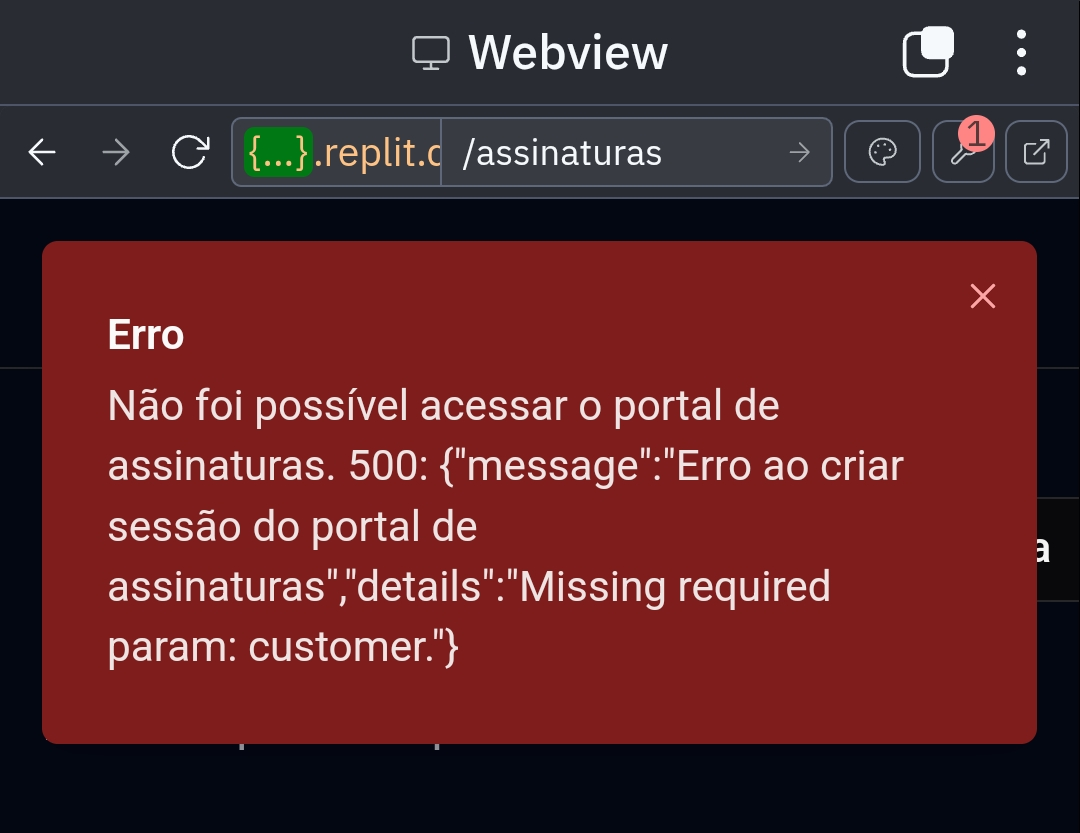 Webview
{...}.replit.d /assinaturas
1
Erro
Não foi possível acessar o portal de
assinaturas. 500: {"message":"Erro ao criar
sessão do portal de
assinaturas","details":"Missing required
param: customer."}
a